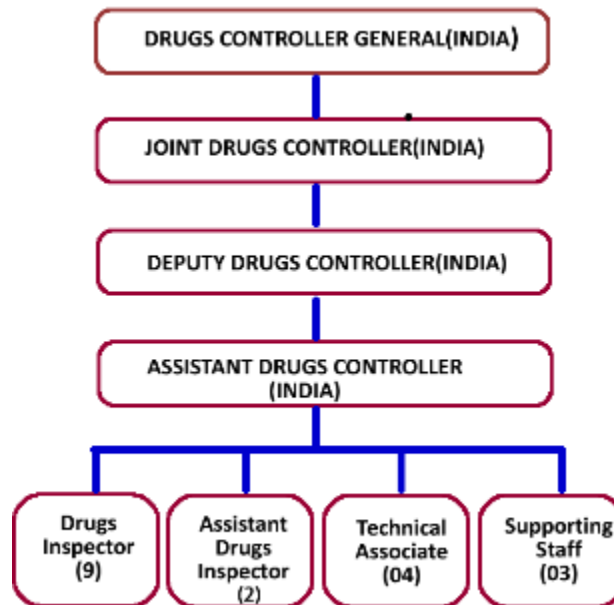 DRUGS CONTROLLER GENERAL(INDIA)
JOINT DRUGS CONTROLLER(INDIA)
DEPUTY DRUGS CONTROLLER(INDIA)
ASSISTANT DRUGS CONTROLLER
(INDIA)
Drugs
Inspector
(9)
Assistant
Drugs
Inspector
(2)
Technical
Associate
(04)
Supporting
Staff
(03)